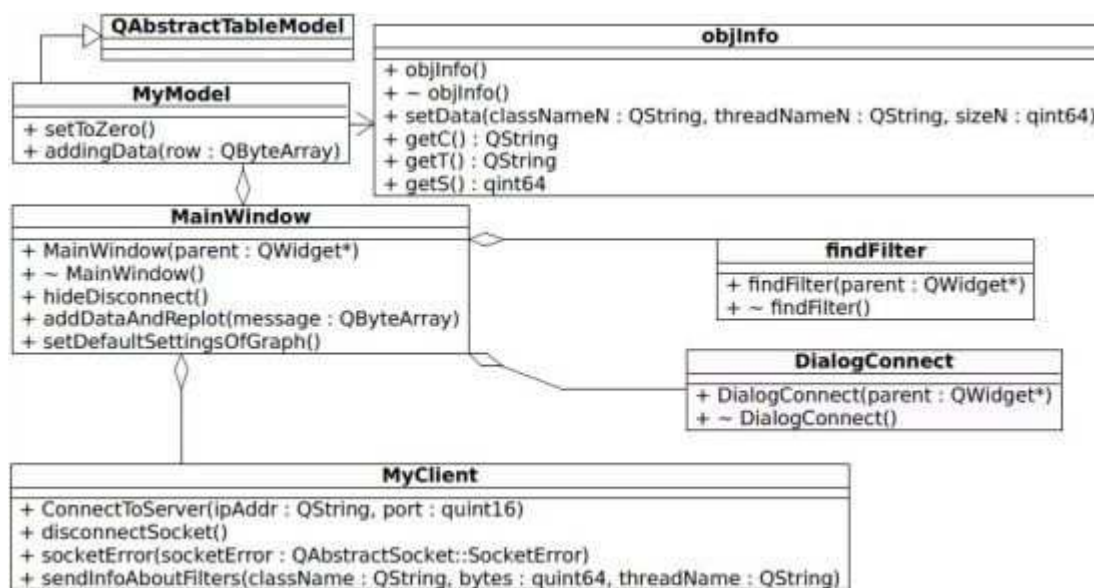 QAbstractTableModel
objInfo
+ objInfo()
+ ~ objInfo()
+ setData(classNameN : QString, threadNameN : QString, sizeN : qint64)
+ getC() : QString
+ getT() : QString
+ getS() : qint64
MyModel
+ setToZero()
+ addingData(row : QByteArray)
MainWindow
+ MainWindow(parent : QWidget*)
+ ~ MainWindow()
+ hideDisconnect()
+ addDataAndReplot(message : QByteArray)
+ setDefaultSettingsOfGraph()
findFilter
+ findFilter(parent : QWidget*)
+ ~ findFilter()
DialogConnect
+ DialogConnect(parent : QWidget*)
+ ~ DialogConnect()
MyClient
+ ConnectToServer(ipAddr : QString, port : quint16)
+ disconnectSocket()
+ socketError(socketError : QAbstractSocket::SocketError)
+ sendInfoAboutFilters(className : QString, bytes : quint64, threadName : QString)